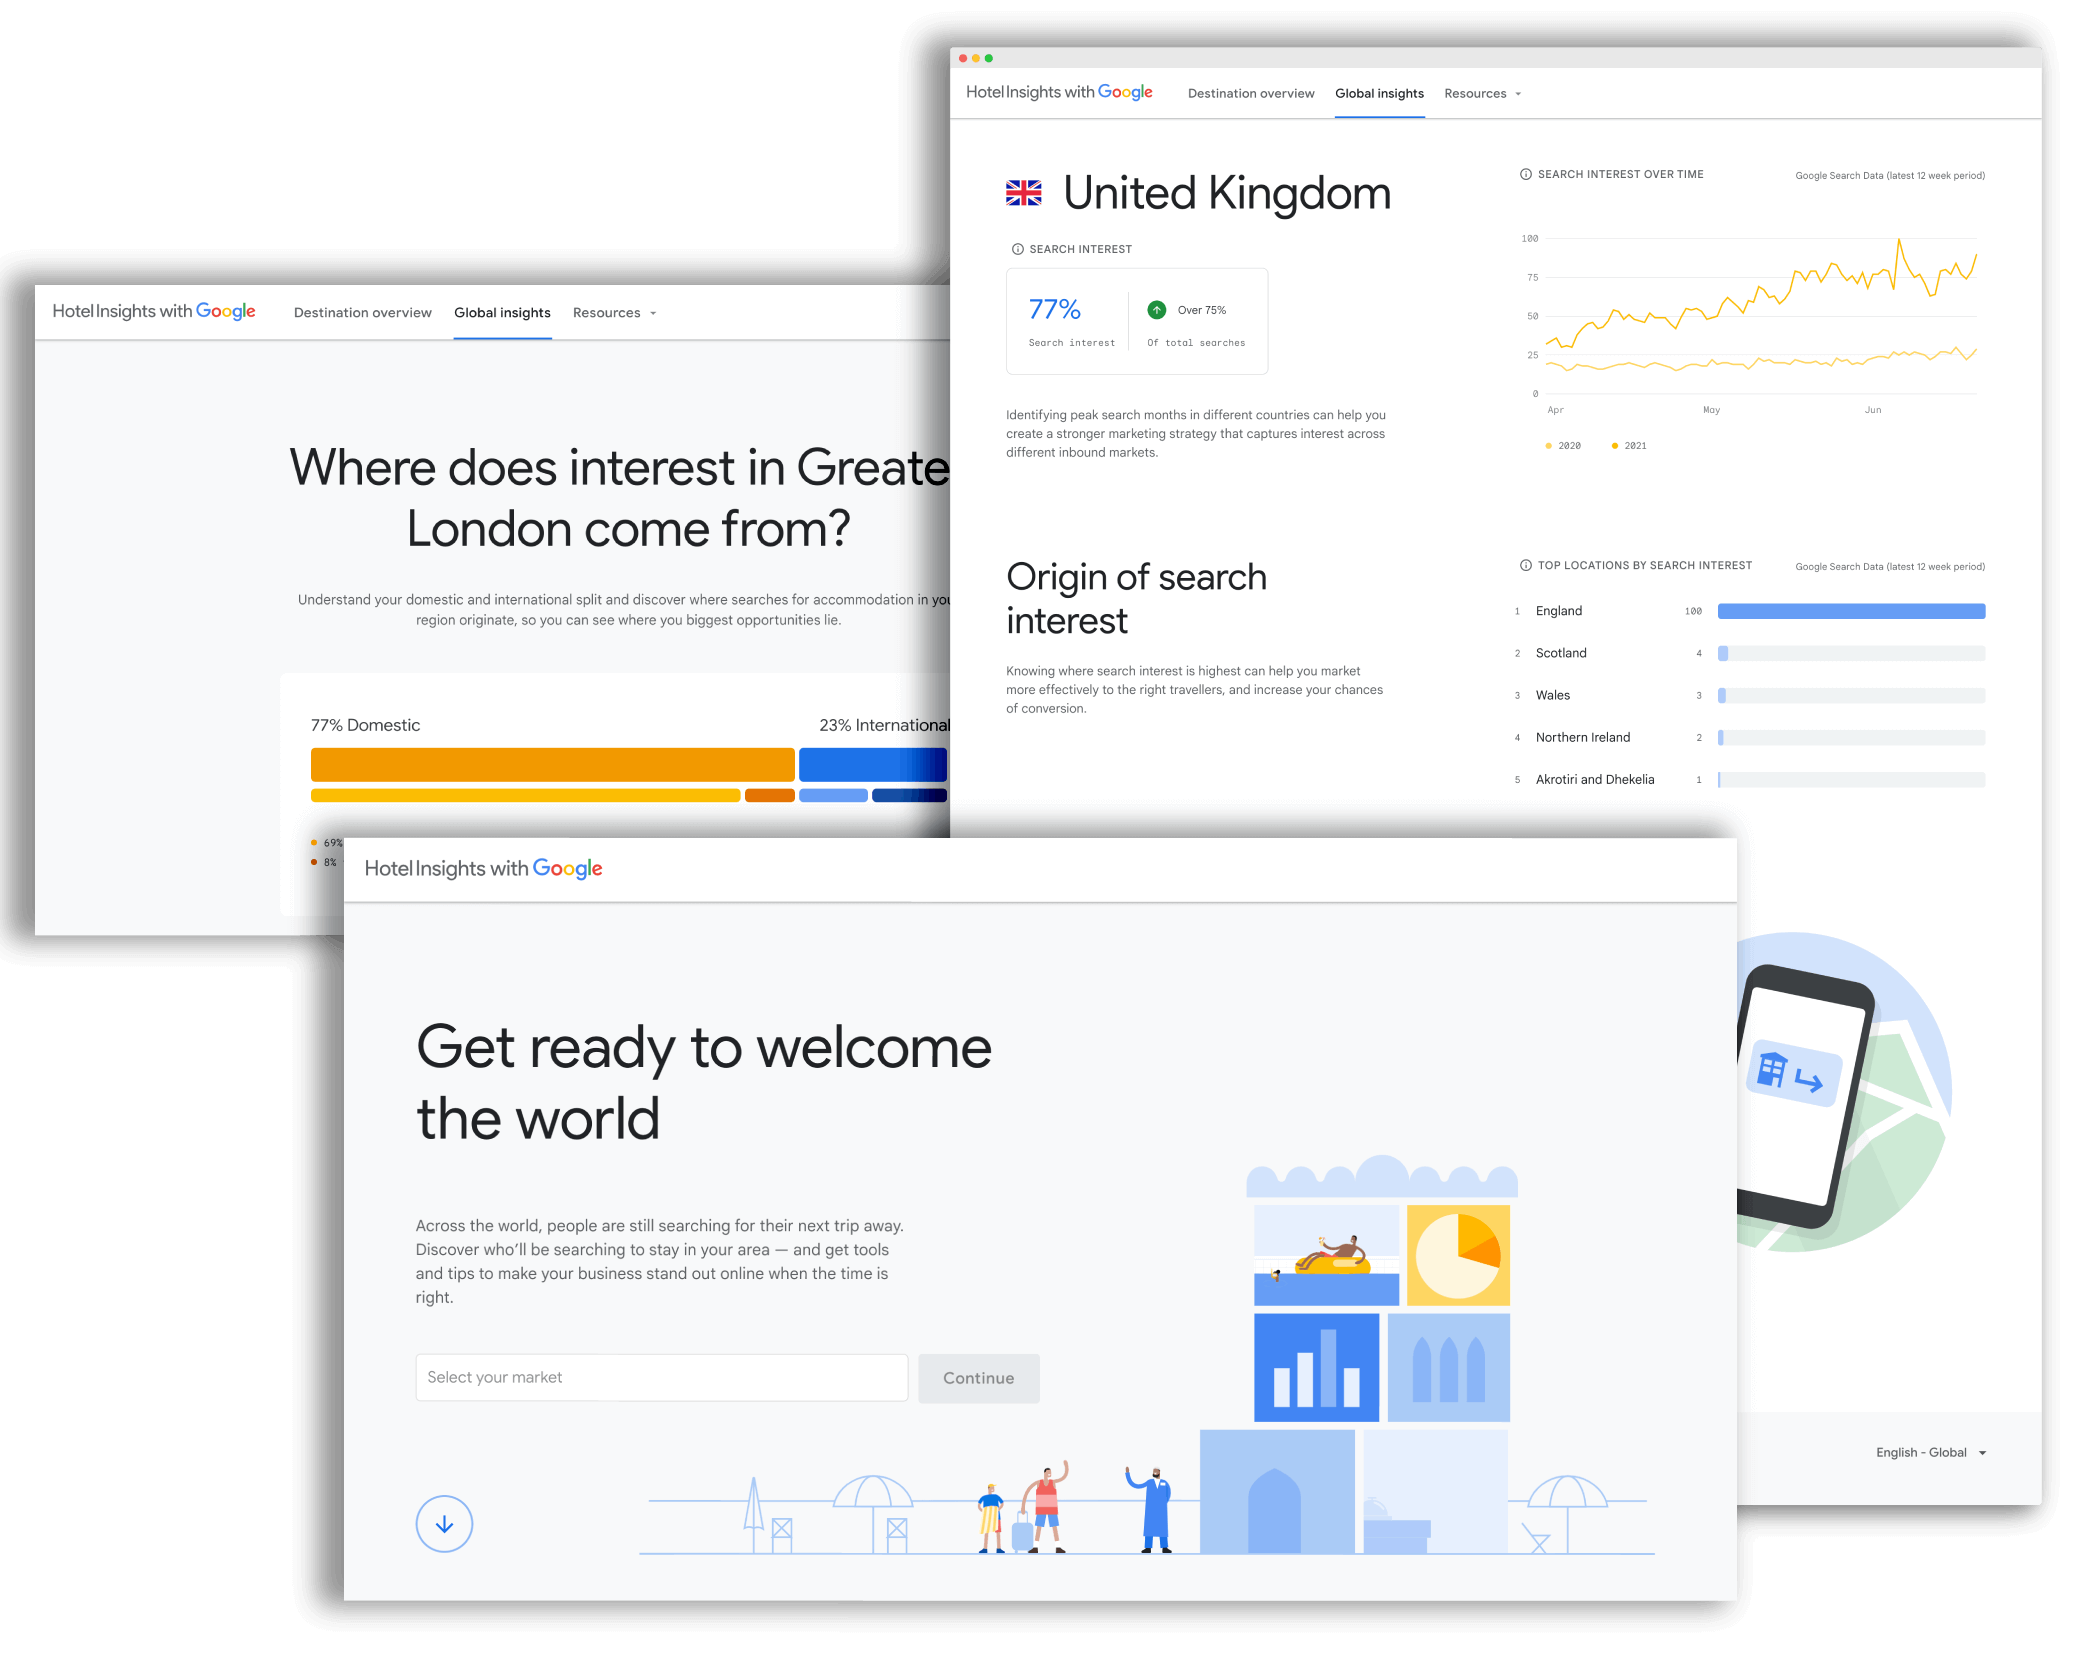 Hotel Insights with Google
Destination overview
Global insights
Resources
United Kingdom
SEARCH INTEREST
77%
Search interest
Over 75%
Of total searches
Identifying peak search months in different countries can help you
create a stronger marketing strategy that captures interest across
different inbound markets.
SEARCH INTEREST OVER TIME
Google Search Data (latest 12 week period)
100
75
50
25
0
Apr May Jun
2020 2021
Origin of search
interest
Knowing where search interest is highest can help you market
more effectively to the right travellers, and increase your chances
of conversion.
TOP LOCATIONS BY SEARCH INTEREST
Google Search Data (latest 12 week period)
1 England 100
2 Scotland 4
3 Wales 3
4 Northern Ireland 2
5 Akrotiri and Dhekelia 1
English - Global
Hotel Insights with Google
Destination overview
Global insights
Resources
Where does interest in Greate
London come from?
Understand your domestic and international split and discover where searches for accommodation in you
region originate, so you can see where you biggest opportunities lie.
77% Domestic
23% International
69%
8%
Hotel Insights with Google
Get ready to welcome
the world
Across the world, people are still searching for their next trip away.
Discover who'll be searching to stay in your area — and get tools
and tips to make your business stand out online when the time is
right.
Select your market
Continue